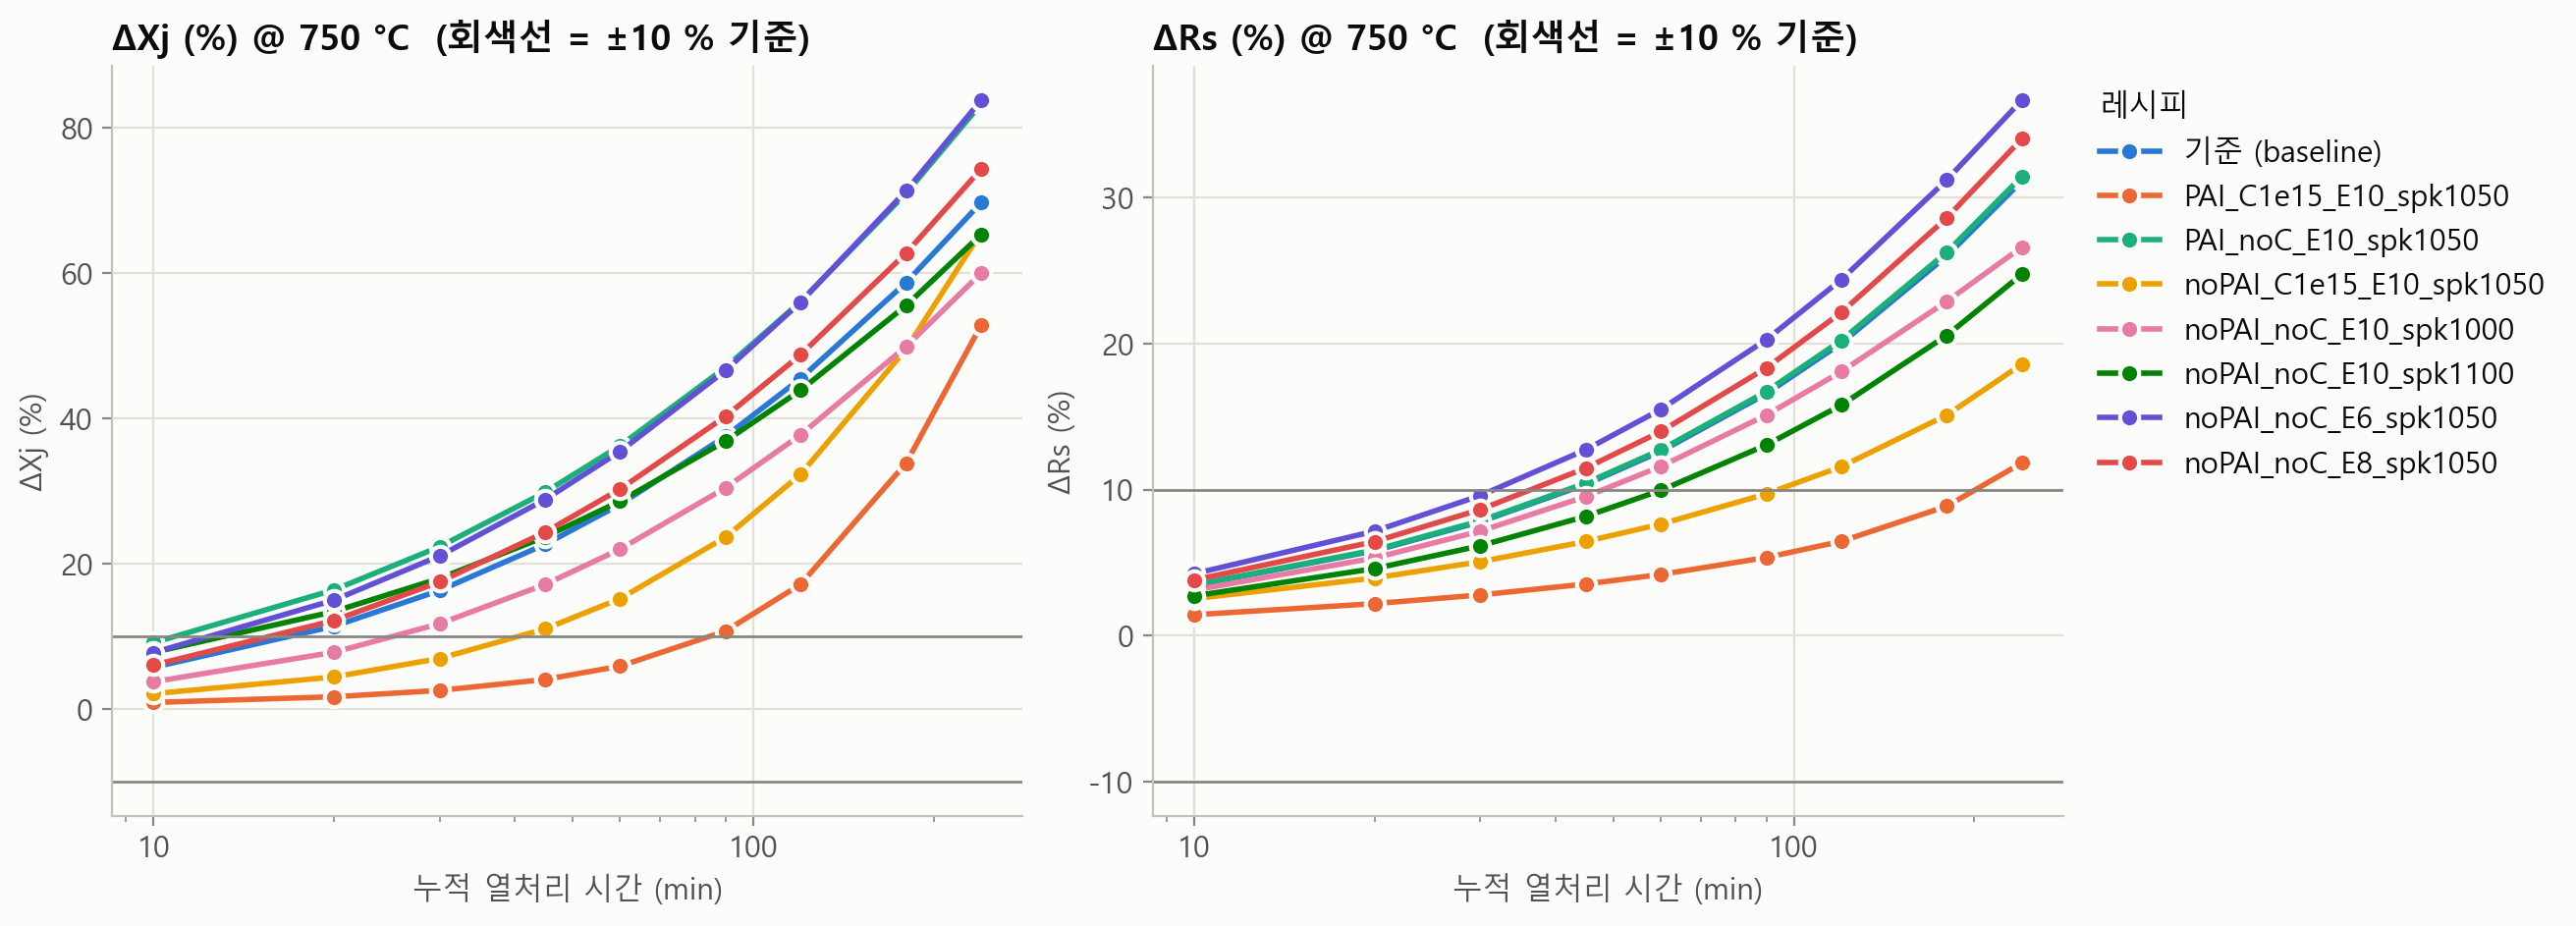 ΔXj (%) @ 750 °C (회색선 = ±10 % 기준)
80
60
40
20
0
ΔXj (%)
10
100
누적 열처리 시간 (min)
ΔRs (%) @ 750 °C (회색선 = ±10 % 기준)
30
20
10
0
-10
ΔRs (%)
10
100
누적 열처리 시간 (min)
레시피
기준 (baseline)
PAI_C1e15_E10_spk1050
PAI_noC_E10_spk1050
noPAI_C1e15_E10_spk1050
noPAI_noC_E10_spk1000
noPAI_noC_E10_spk1100
noPAI_noC_E6_spk1050
noPAI_noC_E8_spk1050